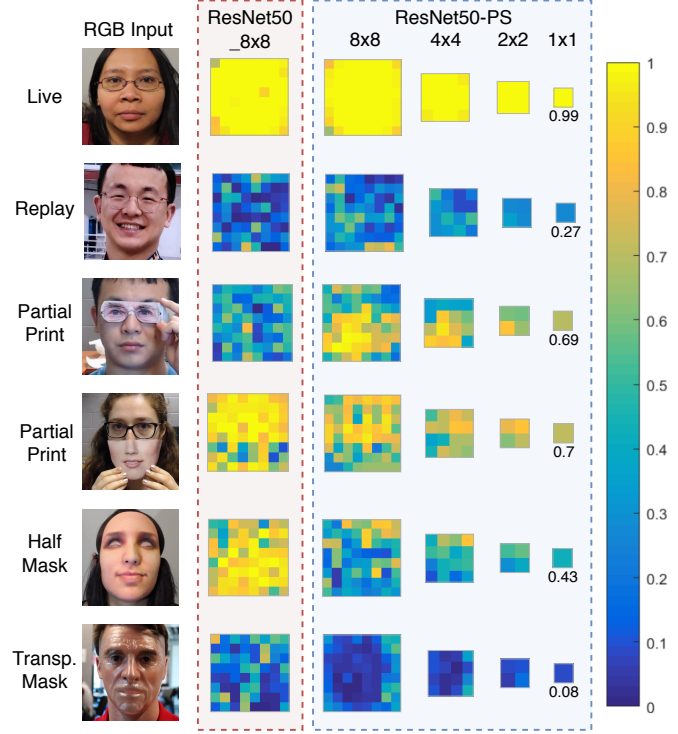 RGB Input
ResNet50
_8x8
ResNet50-PS
8x8
4x4
2x2
1x1
Live
0.99
Replay
0.27
Partial
Print
0.69
Partial
Print
0.7
Half
Mask
0.43
Transp.
Mask
0.08
1
0.9
0.8
0.7
0.6
0.5
0.4
0.3
0.2
0.1
0